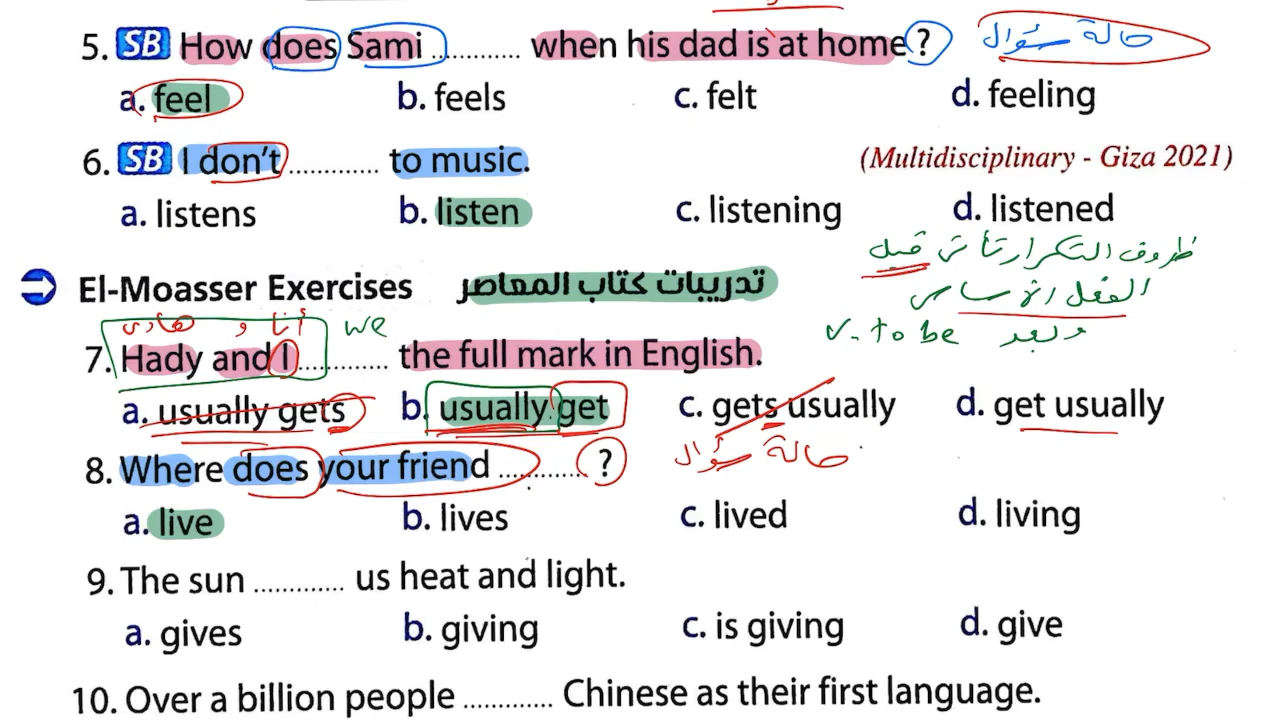 5. SB How does Sami ............ when his dad is at home? حالة سؤال
a. feel b. feels c. felt d. feeling
6. SB I don't ............. to music. (Multidisciplinary - Giza 2021)
a. listens b. listen c. listening d. listened
ظروف التكرار تأتى قبل
الفعل الأساسى
وبعد v. to be
El-Moasser Exercises تدريبات كتاب المعاصر
أنا و هادى we
7. Hady and I ............ the full mark in English.
a. usually gets b. usually get c. gets usually d. get usually
حالة سؤال
8. Where does your friend ............ ?
a. live b. lives c. lived d. living
9. The sun ............. us heat and light.
a. gives b. giving c. is giving d. give
10. Over a billion people ............. Chinese as their first language.